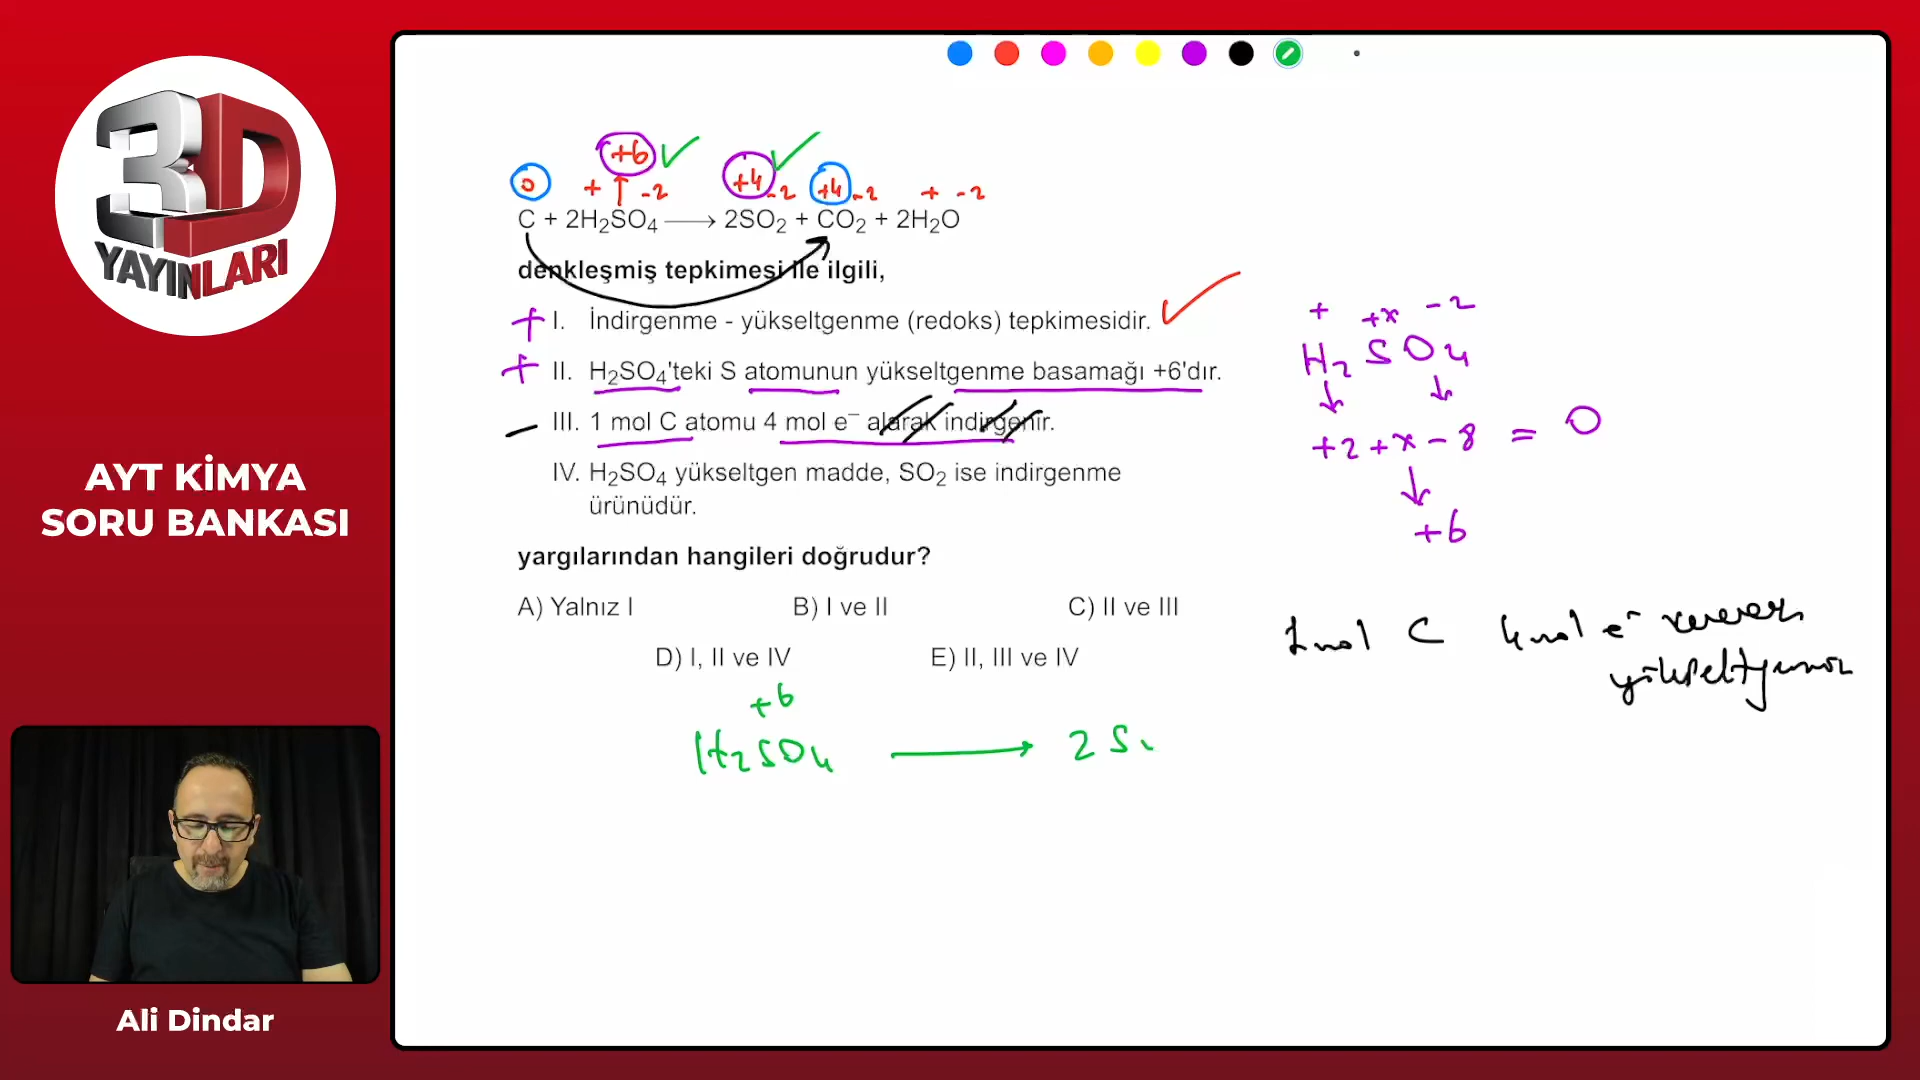 3D
YAYINLARI
AYT KİMYA
SORU BANKASI
Ali Dindar
+6 +4
0 + -2 -2 +4 -2 + -2
C + 2H₂SO₄ ⟶ 2SO₂ + CO₂ + 2H₂O
denkleşmiş tepkimesi ile ilgili,
+ I. İndirgenme - yükseltgenme (redoks) tepkimesidir.
+ II. H₂SO₄'teki S atomunun yükseltgenme basamağı +6'dır.
- III. 1 mol C atomu 4 mol e⁻ alarak indirgenir.
IV. H₂SO₄ yükseltgen madde, SO₂ ise indirgenme
ürünüdür.
yargılarından hangileri doğrudur?
A) Yalnız I B) I ve II C) II ve III
D) I, II ve IV E) II, III ve IV
+6
H₂SO₄ → 2 S
+ +x -2
H₂ S O₄
↓ ↓
+2 + x - 8 = 0
↓
+6
1 mol C 4 mol e⁻ vererek